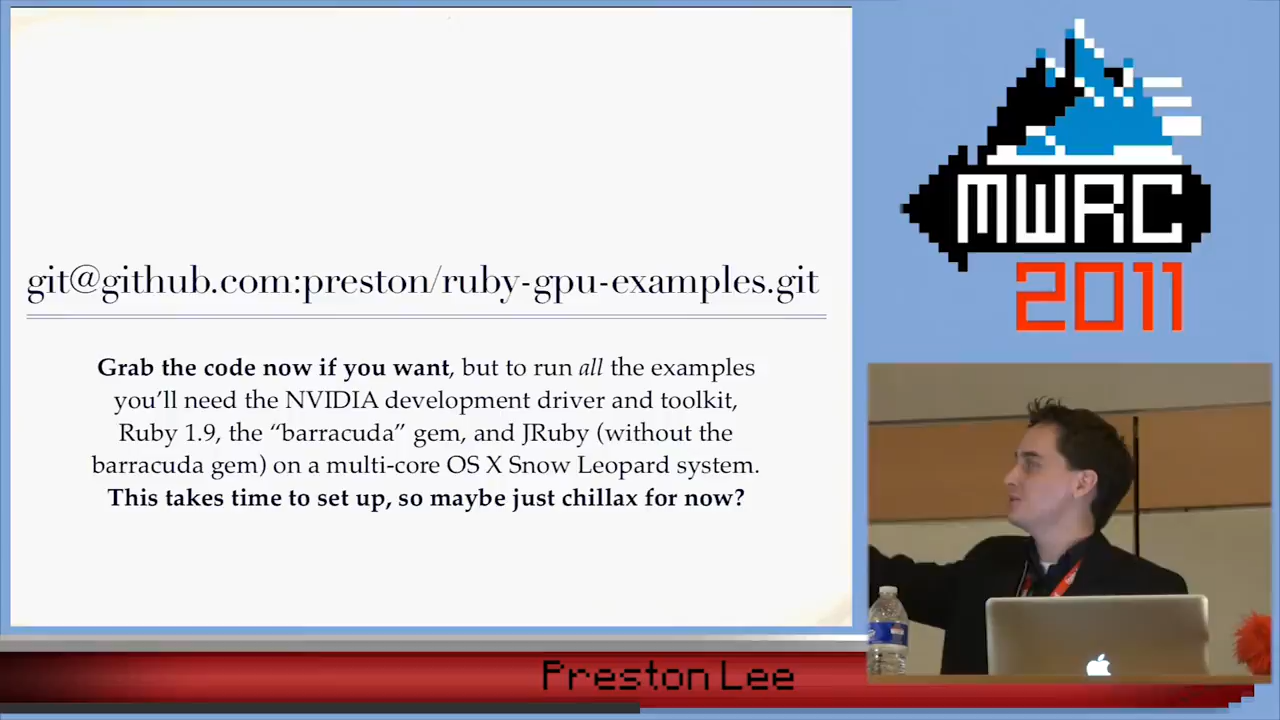 git@github.com:preston/ruby-gpu-examples.git
Grab the code now if you want, but to run all the examples
you'll need the NVIDIA development driver and toolkit,
Ruby 1.9, the “barracuda” gem, and JRuby (without the
barracuda gem) on a multi-core OS X Snow Leopard system.
This takes time to set up, so maybe just chillax for now?
MWRC
2011
Preston Lee